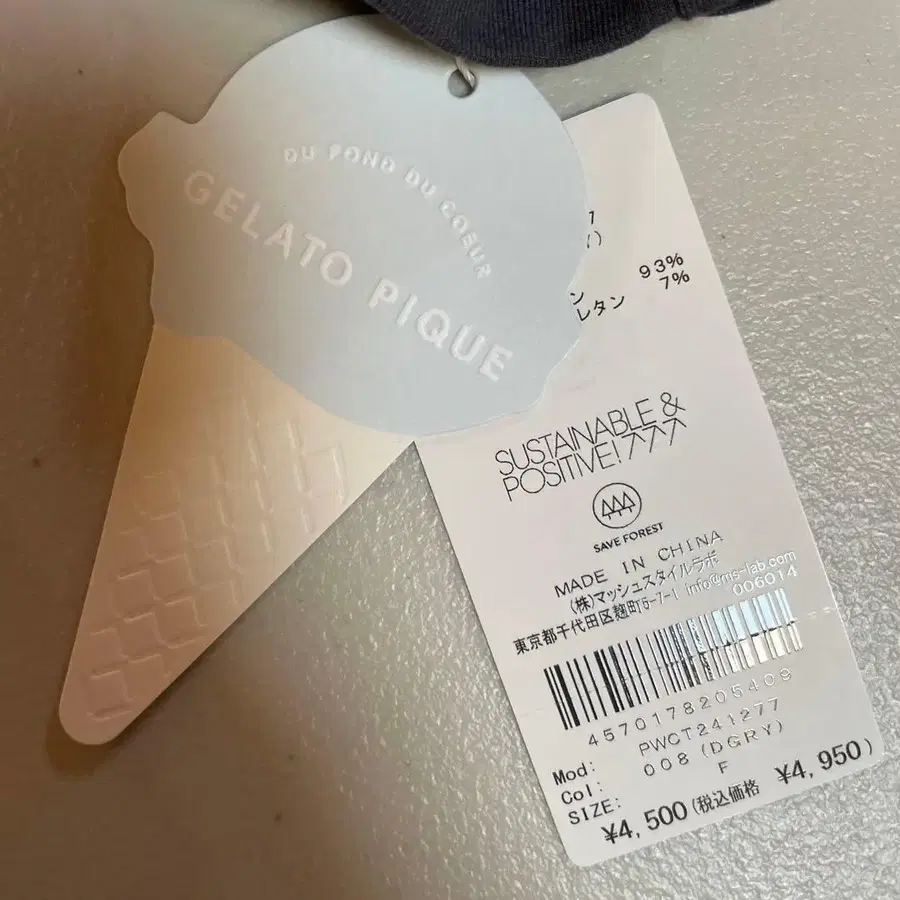 DU FOND DU COEUR
GELATO PIQUE
93%
レタン 7%
SUSTAINABLE &
POSITIVE! 777
SAVE FOREST
MADE IN CHINA
(株)マッシュスタイルラボ
東京都千代田区麹町5-7-1 info@ms-lab.com
006014
4570178205409
Mod: PWCT241277
Col: 008 (DGRY)
SIZE: F
¥4,500 (税込価格 ¥4,950)